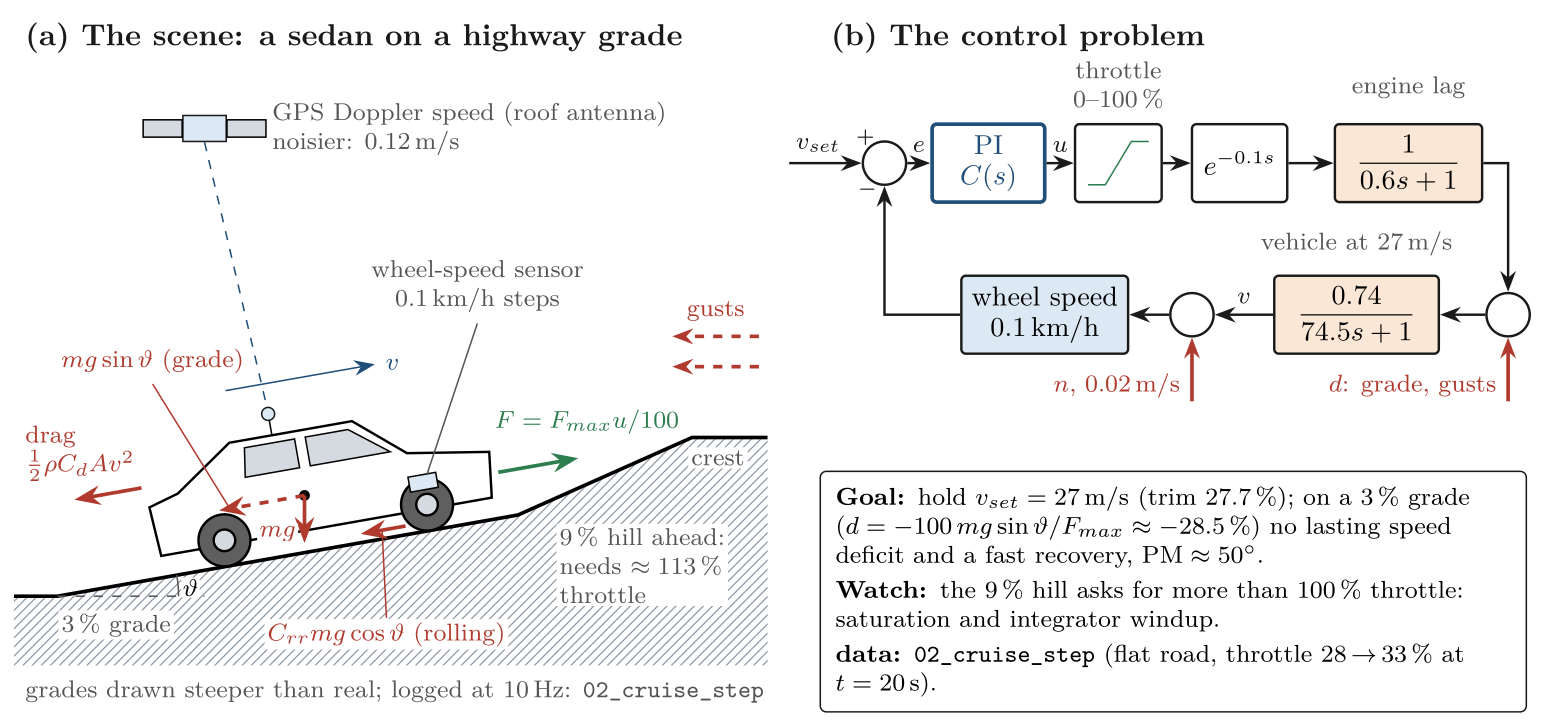 (a) The scene: a sedan on a highway grade
GPS Doppler speed (roof antenna)
noisier: 0.12 m/s
wheel-speed sensor
0.1 km/h steps
gusts
mg sin ϑ (grade)
v
F = F_max u/100
drag
½ρC_d Av²
crest
mg
9 % hill ahead:
needs ≈ 113 %
throttle
ϑ
3 % grade
C_rr mg cos ϑ (rolling)
grades drawn steeper than real; logged at 10 Hz: 02_cruise_step
(b) The control problem
throttle
0–100 %
engine lag
v_set
+
−
e
PI
C(s)
u
e^{−0.1s}
1
0.6s + 1
vehicle at 27 m/s
wheel speed
0.1 km/h
v
0.74
74.5s + 1
n, 0.02 m/s
d: grade, gusts
Goal: hold v_set = 27 m/s (trim 27.7 %); on a 3 % grade
(d = −100 mg sin ϑ/F_max ≈ −28.5 %) no lasting speed
deficit and a fast recovery, PM ≈ 50°.
Watch: the 9 % hill asks for more than 100 % throttle:
saturation and integrator windup.
data: 02_cruise_step (flat road, throttle 28 → 33 % at
t = 20 s).